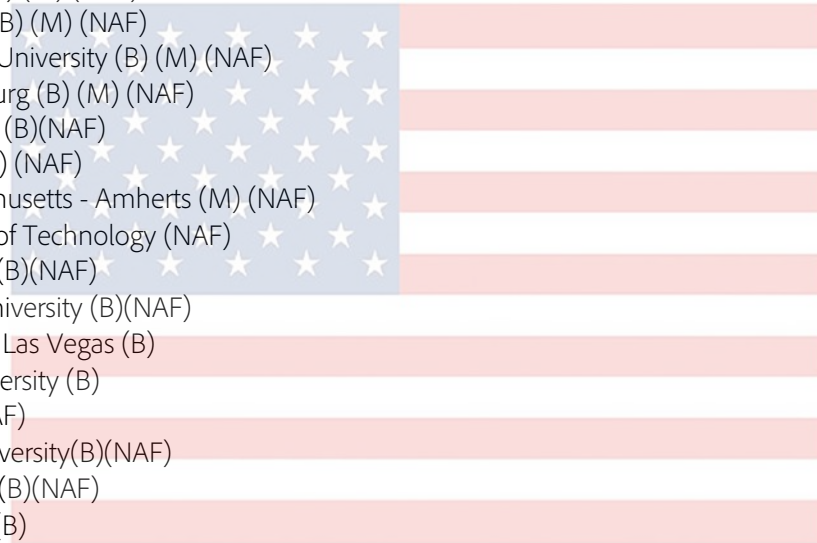 B) (M) (NAF)
University (B) (M) (NAF)
urg (B) (M) (NAF)
(B)(NAF)
) (NAF)
husetts - Amherts (M) (NAF)
of Technology (NAF)
(B)(NAF)
niversity (B)(NAF)
Las Vegas (B)
ersity (B)
AF)
versity(B)(NAF)
(B)(NAF)
(B)